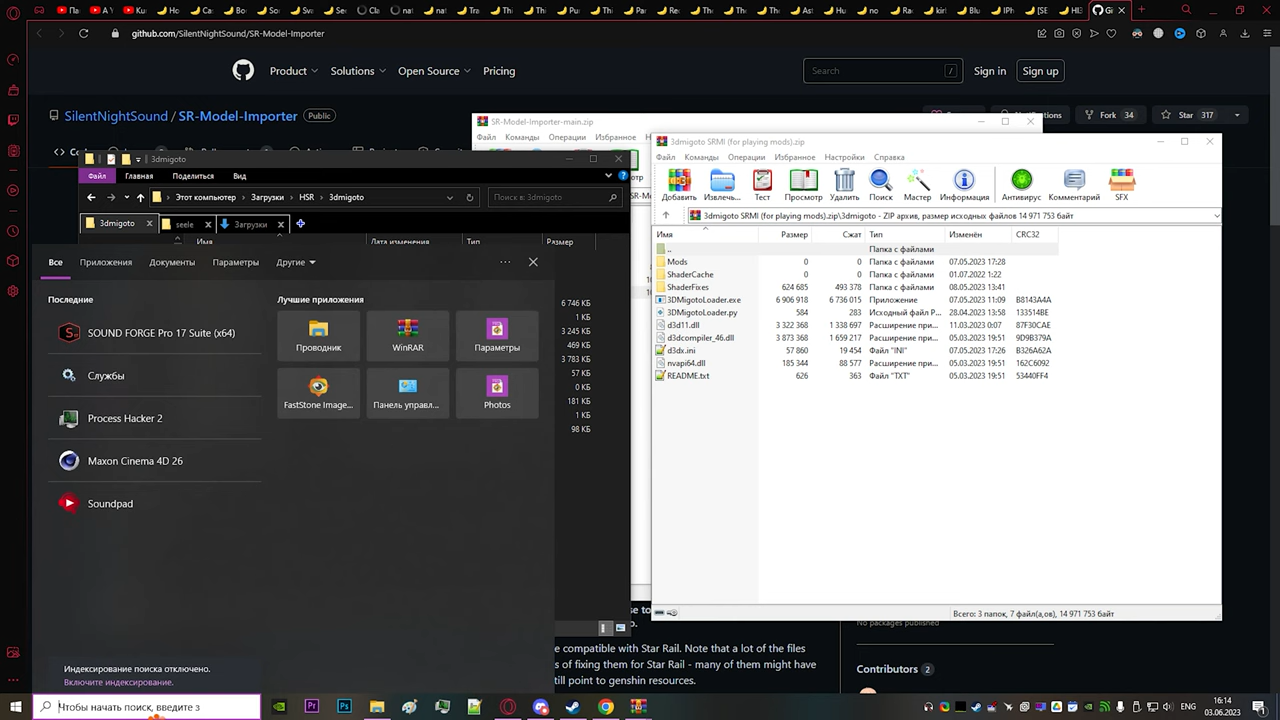 github.com/SilentNightSound/SR-Model-Importer
Product
Solutions
Open Source
Pricing
Search
/
Sign in
Sign up
SilentNightSound / SR-Model-Importer
Public
Fork 34
Star 317
SR-Model-Importer-main.zip
Файл Команды Операции Избранное
3dmigoto SRMI (for playing mods).zip
Файл Команды Операции Избранное Настройки Справка
Добавить Извлечь... Тест Просмотр Удалить Поиск Мастер Информация Антивирус Комментарий SFX
3dmigoto SRMI (for playing mods).zip\3dmigoto - ZIP архив, размер исходных файлов 14 971 753 байт
Имя Размер Сжат Тип Изменён CRC32
.. Папка с файлами
Mods 0 0 Папка с файлами 07.05.2023 17:28
ShaderCache 0 0 Папка с файлами 01.07.2022 1:22
ShaderFixes 624 685 493 378 Папка с файлами 08.05.2023 13:41
3DMigotoLoader.exe 6 906 918 6 736 015 Приложение 07.05.2023 11:09 B8143A4A
3DMigotoLoader.py 584 283 Исходный файл P... 28.04.2023 13:58 133514BE
d3d11.dll 3 322 368 1 338 697 Расширение при... 11.03.2023 0:07 87F30CAE
d3dcompiler_46.dll 3 873 368 1 659 217 Расширение при... 05.03.2023 19:51 9D9B379A
d3dx.ini 57 860 19 454 Файл "INI" 07.05.2023 17:26 B326A62A
nvapi64.dll 185 344 88 577 Расширение при... 05.03.2023 19:51 162C6092
README.txt 626 363 Файл "TXT" 05.03.2023 19:51 53440FF4
Всего: 3 папок, 7 файл(а,ов), 14 971 753 байт
3dmigoto
Файл Главная Поделиться Вид
Этот компьютер Загрузки HSR 3dmigoto
Поиск в: 3dmigoto
3dmigoto seele Загрузки
Имя Дата изменения Тип Размер
6 746 КБ
1 КБ
3 245 КБ
469 КБ
3 783 КБ
57 КБ
181 КБ
1 КБ
98 КБ
Все Приложения Документы Параметры Другие
Последние
SOUND FORGE Pro 17 Suite (x64)
Службы
Process Hacker 2
Maxon Cinema 4D 26
Soundpad
Лучшие приложения
Проводник WinRAR Параметры
FastStone Image... Панель управл... Photos
Индексирование поиска отключено.
Включите индексирование.
compatible with Star Rail. Note that a lot of the files
s of fixing them for Star Rail - many of them might have
till point to genshin resources.
No packages published
Contributors 2
Чтобы начать поиск, введите з
16:14
03.06.2023